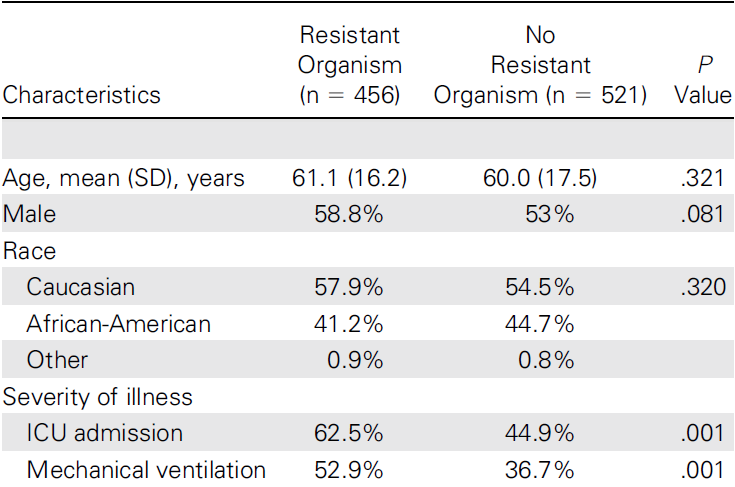 Characteristics Resistant Organism (n = 456) No Resistant Organism (n = 521) P Value
Age, mean (SD), years 61.1 (16.2) 60.0 (17.5) .321
Male 58.8% 53% .081
Race
Caucasian 57.9% 54.5% .320
African-American 41.2% 44.7%
Other 0.9% 0.8%
Severity of illness
ICU admission 62.5% 44.9% .001
Mechanical ventilation 52.9% 36.7% .001